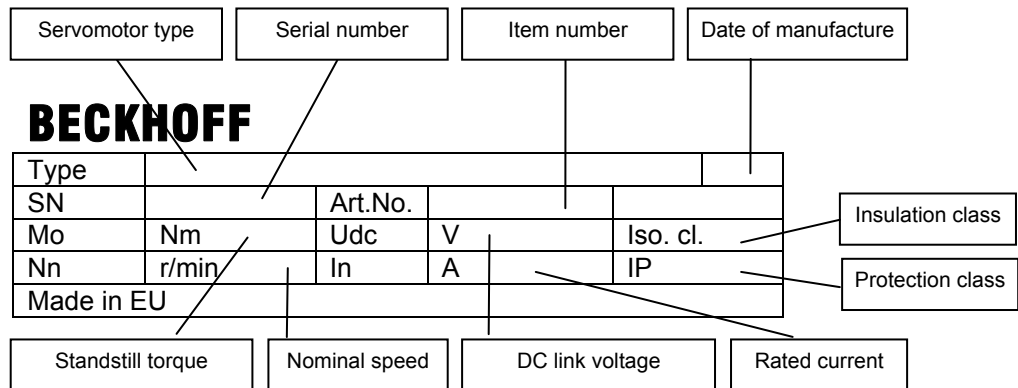 Servomotor type Serial number Item number Date of manufacture
BECKHOFF
Type
SN Art.No.
Mo Nm Udc V Iso. cl.
Insulation class
Nn r/min In A IP
Protection class
Made in EU
Standstill torque Nominal speed DC link voltage Rated current